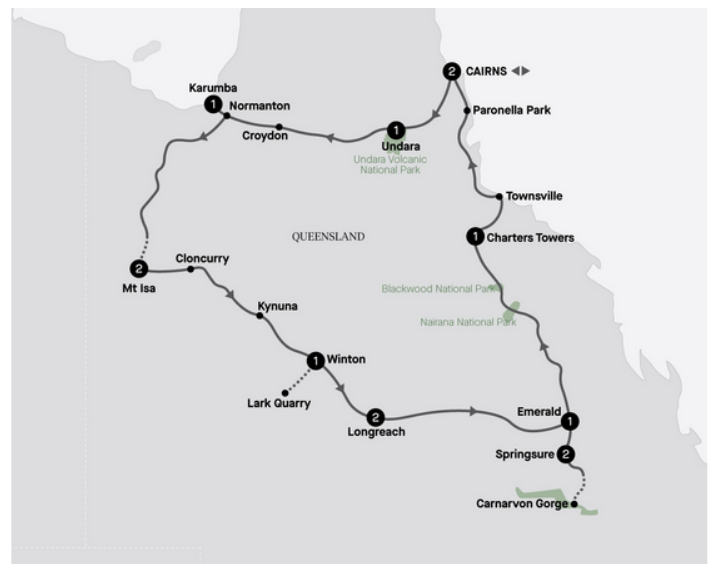 2 CAIRNS
Karumba
1
Normanton
Paronella Park
Croydon
1
Undara
Undara Volcanic
National Park
Townsville
QUEENSLAND
1 Charters Towers
Cloncurry
2
Mt Isa
Blackwood National Park
Kynuna
Nairana National Park
1 Winton
Lark Quarry
2
Longreach
Emerald 1
Springsure 2
Carnarvon Gorge